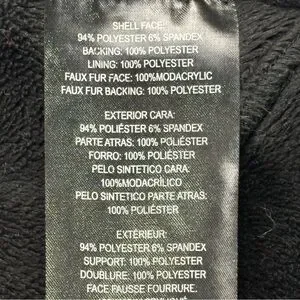 SHELL FACE:
94% POLYESTER 6% SPANDEX
BACKING: 100% POLYESTER
LINING: 100% POLYESTER
FAUX FUR FACE: 100%MODACRYLIC
FAUX FUR BACKING: 100% POLYESTER
EXTERIOR CARA:
94% POLIÉSTER 6% SPANDEX
PARTE ATRAS: 100% POLIÉSTER
FORRO: 100% POLIÉSTER
PELO SINTETICO CARA:
100%MODACRÍLICO
PELO SINTETICO PARTE ATRAS:
100% POLIÉSTER
EXTÉRIEUR:
94% POLYESTER 6% SPANDEX
SUPPORT: 100% POLYESTER
DOUBLURE: 100% POLYESTER
FACE FAUSSE FOURRURE: